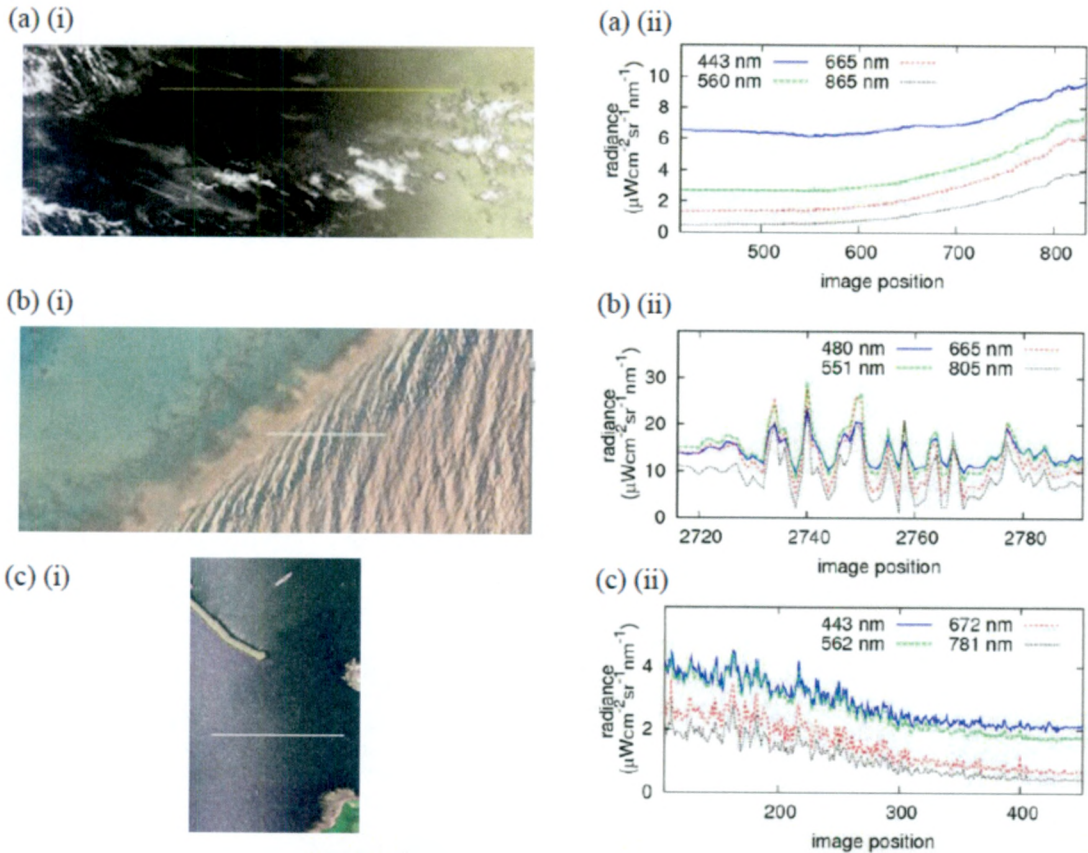 (a) (i)
(a) (ii)
443 nm 665 nm
560 nm 865 nm
radiance
(μWcm⁻²sr⁻¹nm⁻¹)
10
8
6
4
2
0
500 600 700 800
image position
(b) (i)
(b) (ii)
480 nm 665 nm
551 nm 805 nm
radiance
(μWcm⁻²sr⁻¹nm⁻¹)
30
20
10
0
2720 2740 2760 2780
image position
(c) (i)
(c) (ii)
443 nm 672 nm
562 nm 781 nm
radiance
(μWcm⁻²sr⁻¹nm⁻¹)
4
2
0
200 300 400
image position